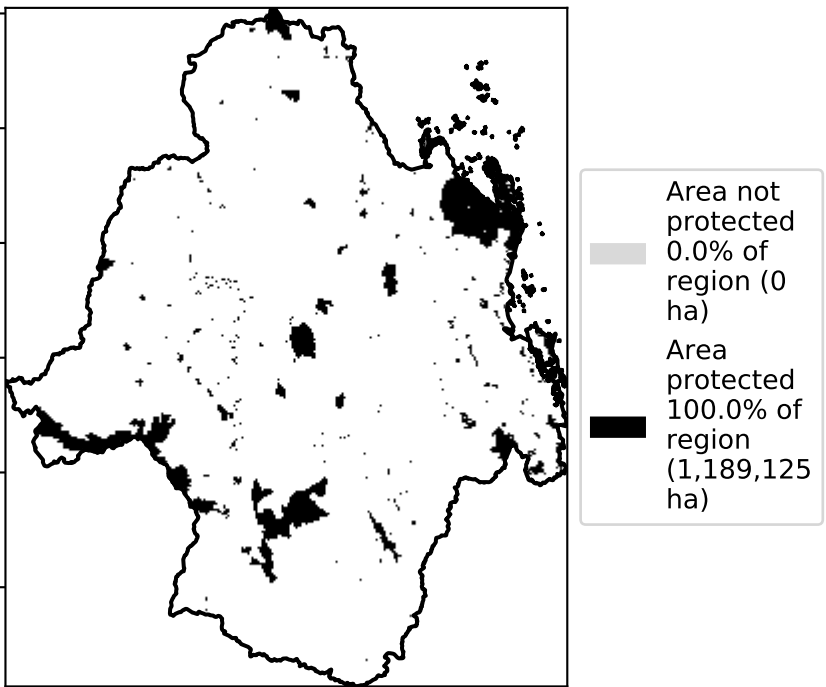 Area not
protected
0.0% of
region (0
ha)
Area
protected
100.0% of
region
(1,189,125
ha)